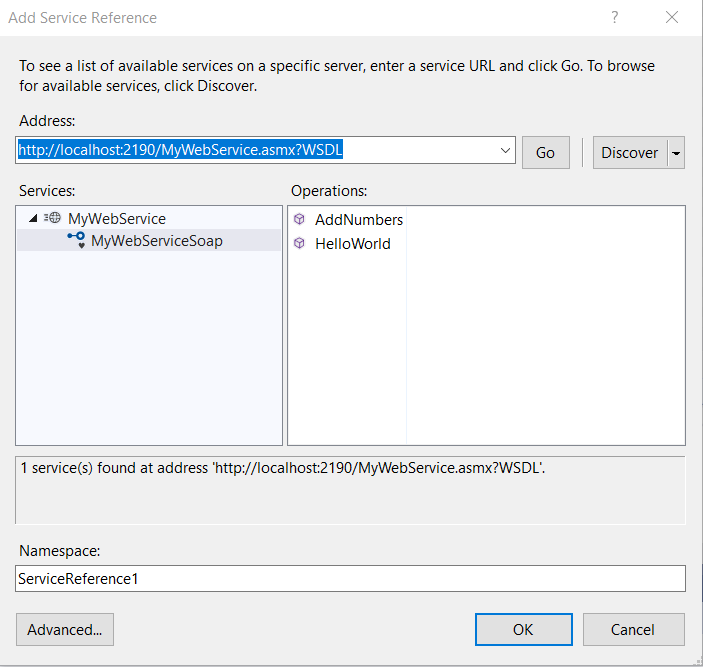 Add Service Reference
?
To see a list of available services on a specific server, enter a service URL and click Go. To browse
for available services, click Discover.
Address:
http://localhost:2190/MyWebService.asmx?WSDL
Go
Discover
Services:
Operations:
MyWebService
MyWebServiceSoap
AddNumbers
HelloWorld
1 service(s) found at address 'http://localhost:2190/MyWebService.asmx?WSDL'.
Namespace:
ServiceReference1
Advanced...
OK
Cancel